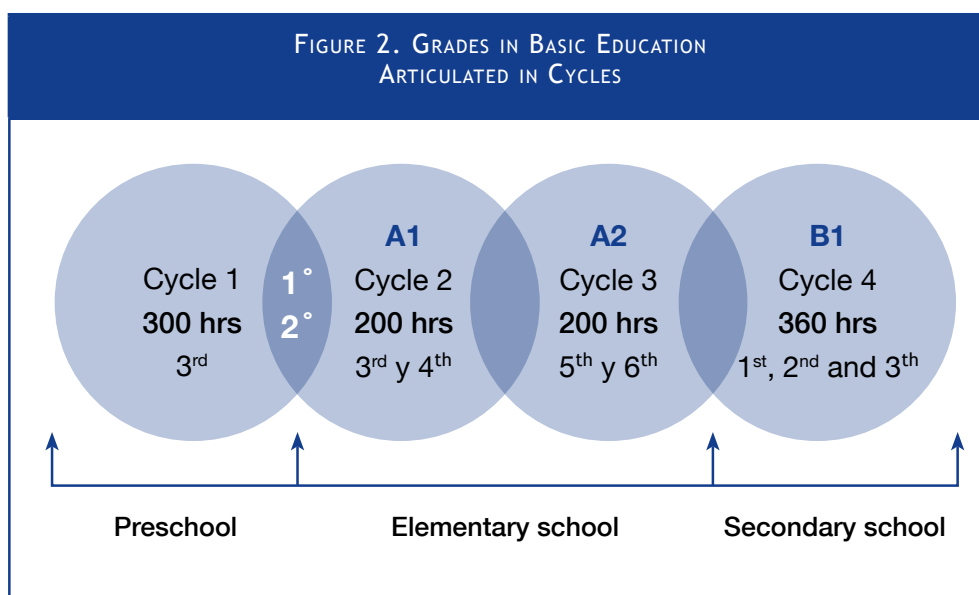 Figure 2. Grades in Basic Education
Articulated in Cycles
Cycle 1
300 hrs
3rd
1°
2°
A1
Cycle 2
200 hrs
3rd y 4th
A2
Cycle 3
200 hrs
5th y 6th
B1
Cycle 4
360 hrs
1st, 2nd and 3th
Preschool
Elementary school
Secondary school